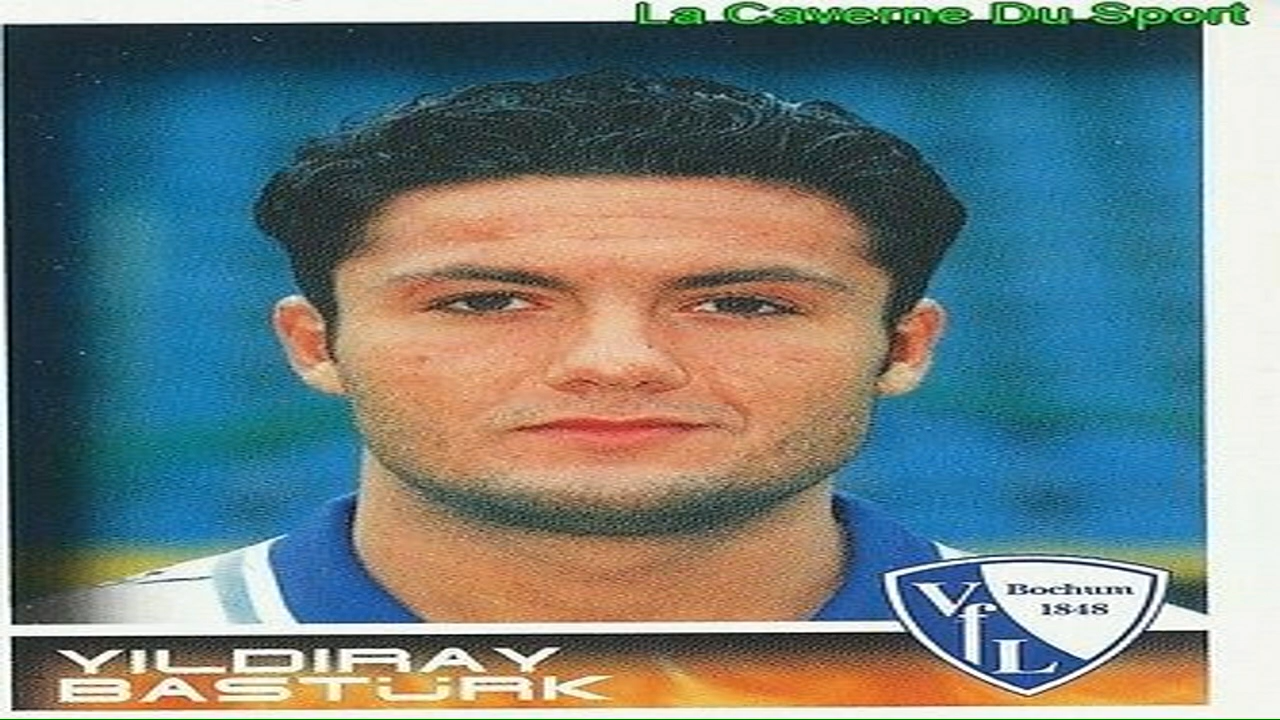 La Caverne Du Sport
VfL
Bochum
1848
YILDIRAY
BASTÜRK